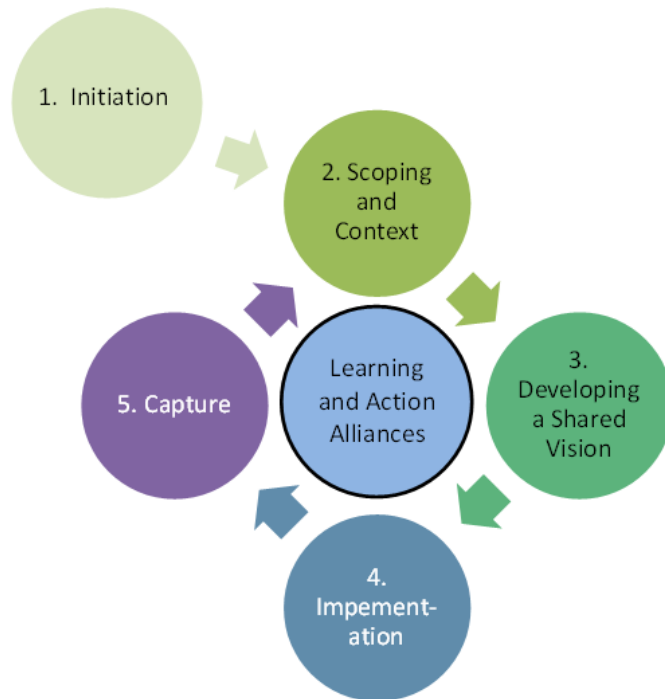 1. Initiation
2. Scoping
and
Context
3.
Developing
a Shared
Vision
4.
Impement-
ation
5. Capture
Learning
and Action
Alliances